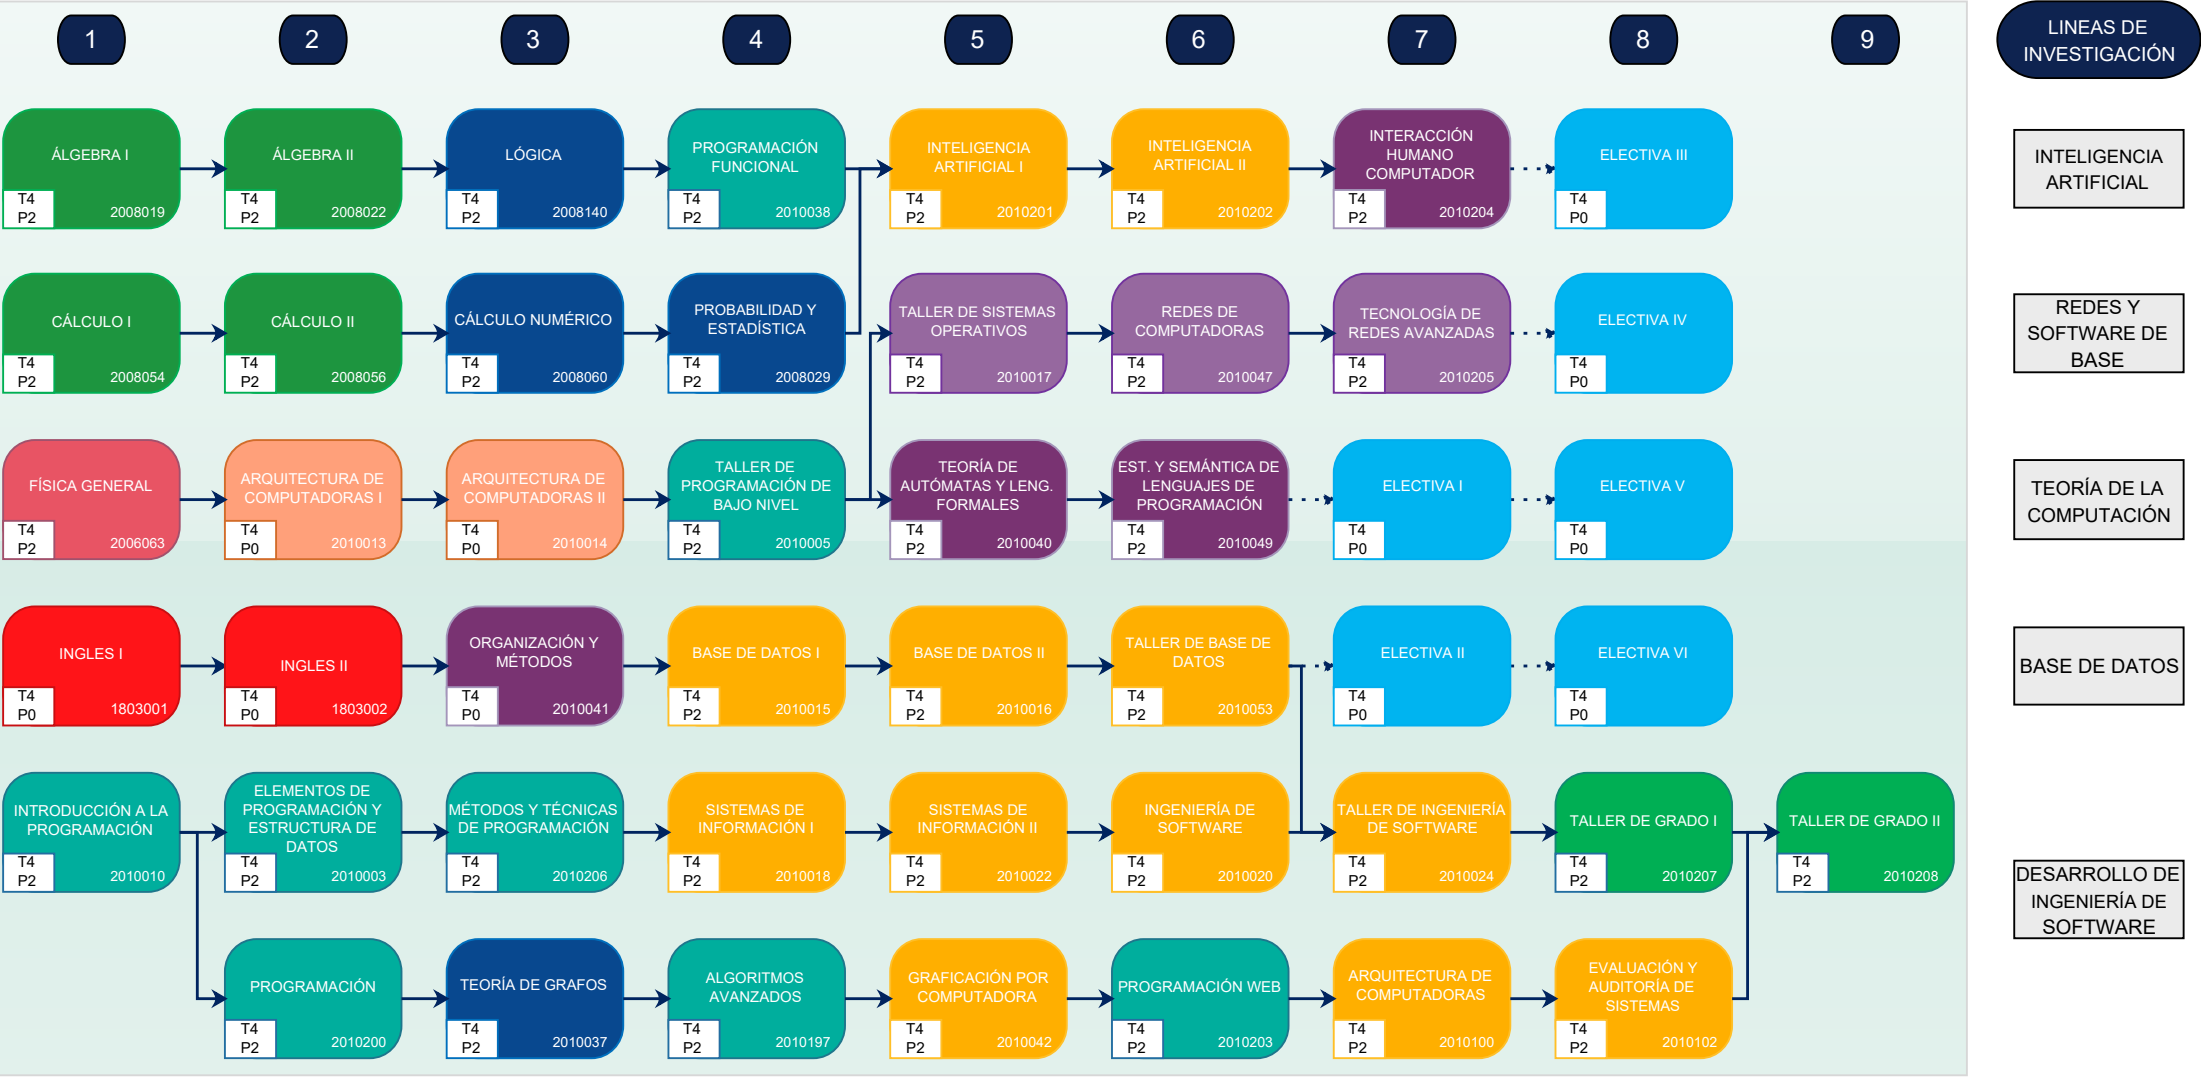 1
2
3
4
5
6
7
8
9
LINEAS DE
INVESTIGACIÓN
ÁLGEBRA I
T4
P2
2008019
ÁLGEBRA II
T4
P2
2008022
LÓGICA
T4
P2
2008140
PROGRAMACIÓN
FUNCIONAL
T4
P2
2010038
INTELIGENCIA
ARTIFICIAL I
T4
P2
2010201
INTELIGENCIA
ARTIFICIAL II
T4
P2
2010202
INTERACCIÓN
HUMANO
COMPUTADOR
T4
P2
2010204
ELECTIVA III
T4
P0
INTELIGENCIA
ARTIFICIAL
CÁLCULO I
T4
P2
2008054
CÁLCULO II
T4
P2
2008056
CÁLCULO NUMÉRICO
T4
P2
2008060
PROBABILIDAD Y
ESTADÍSTICA
T4
P2
2008029
TALLER DE SISTEMAS
OPERATIVOS
T4
P2
2010017
REDES DE
COMPUTADORAS
T4
P2
2010047
TECNOLOGÍA DE
REDES AVANZADAS
T4
P2
2010205
ELECTIVA IV
T4
P0
REDES Y
SOFTWARE DE
BASE
FÍSICA GENERAL
T4
P2
2006063
ARQUITECTURA DE
COMPUTADORAS I
T4
P0
2010013
ARQUITECTURA DE
COMPUTADORAS II
T4
P0
2010014
TALLER DE
PROGRAMACIÓN DE
BAJO NIVEL
T4
P2
2010005
TEORÍA DE
AUTÓMATAS Y LENG.
FORMALES
T4
P2
2010040
EST. Y SEMÁNTICA DE
LENGUAJES DE
PROGRAMACIÓN
T4
P2
2010049
ELECTIVA I
T4
P0
ELECTIVA V
T4
P0
TEORÍA DE LA
COMPUTACIÓN
INGLES I
T4
P0
1803001
INGLES II
T4
P0
1803002
ORGANIZACIÓN Y
MÉTODOS
T4
P0
2010041
BASE DE DATOS I
T4
P2
2010015
BASE DE DATOS II
T4
P2
2010016
TALLER DE BASE DE
DATOS
T4
P2
2010053
ELECTIVA II
T4
P0
ELECTIVA VI
T4
P0
BASE DE DATOS
INTRODUCCIÓN A LA
PROGRAMACIÓN
T4
P2
2010010
ELEMENTOS DE
PROGRAMACIÓN Y
ESTRUCTURA DE
DATOS
T4
P2
2010003
MÉTODOS Y TÉCNICAS
DE PROGRAMACIÓN
T4
P2
2010206
SISTEMAS DE
INFORMACIÓN I
T4
P2
2010018
SISTEMAS DE
INFORMACIÓN II
T4
P2
2010022
INGENIERÍA DE
SOFTWARE
T4
P2
2010020
TALLER DE INGENIERÍA
DE SOFTWARE
T4
P2
2010024
TALLER DE GRADO I
T4
P2
2010207
TALLER DE GRADO II
T4
P2
2010208
DESARROLLO DE
INGENIERÍA DE
SOFTWARE
PROGRAMACIÓN
T4
P2
2010200
TEORÍA DE GRAFOS
T4
P2
2010037
ALGORITMOS
AVANZADOS
T4
P2
2010197
GRAFICACIÓN POR
COMPUTADORA
T4
P2
2010042
PROGRAMACIÓN WEB
T4
P2
2010203
ARQUITECTURA DE
COMPUTADORAS
T4
P2
2010100
EVALUACIÓN Y
AUDITORÍA DE
SISTEMAS
T4
P2
2010102